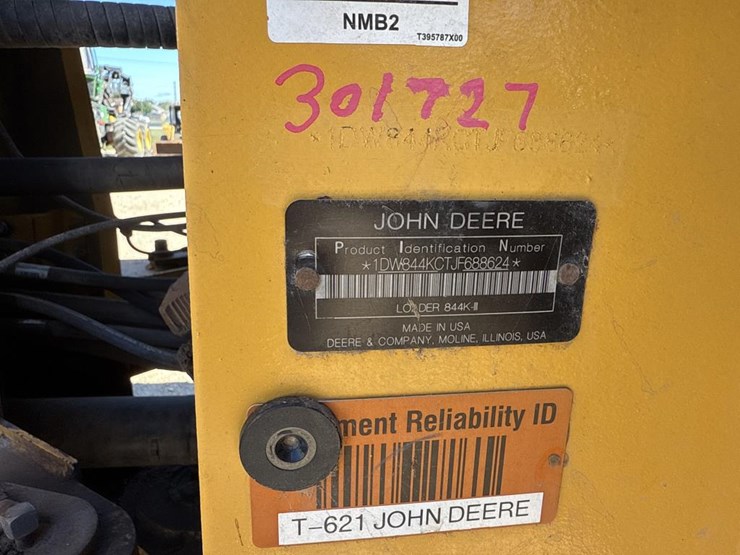 NMB2
T395787X00
301727
*1DW844KCTJF688624*
JOHN DEERE
Product Identification Number
*1DW844KCTJF688624*
LOADER 844K-III
MADE IN USA
DEERE & COMPANY, MOLINE, ILLINOIS, USA
ment Reliability ID
T-621 JOHN DEERE